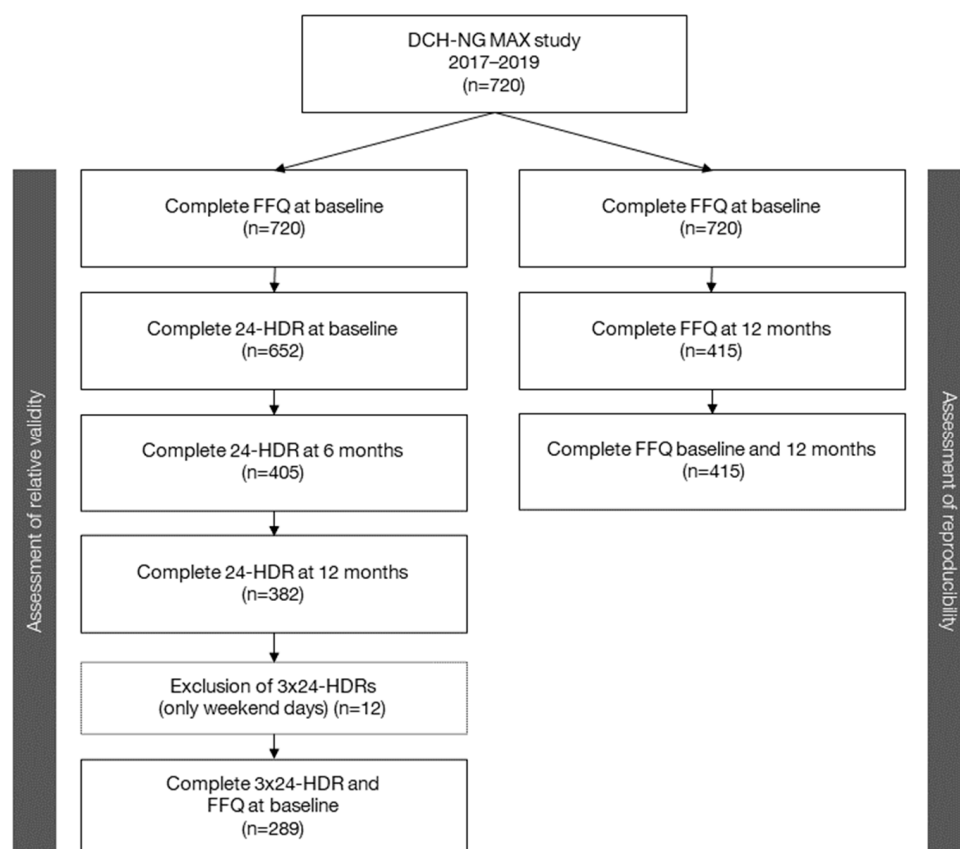 DCH-NG MAX study
2017–2019
(n=720)
Assessment of relative validity
Complete FFQ at baseline
(n=720)
Complete 24-HDR at baseline
(n=652)
Complete 24-HDR at 6 months
(n=405)
Complete 24-HDR at 12 months
(n=382)
Exclusion of 3x24-HDRs
(only weekend days) (n=12)
Complete 3x24-HDR and
FFQ at baseline
(n=289)
Complete FFQ at baseline
(n=720)
Complete FFQ at 12 months
(n=415)
Complete FFQ baseline and 12 months
(n=415)
Assessment of reproducibility